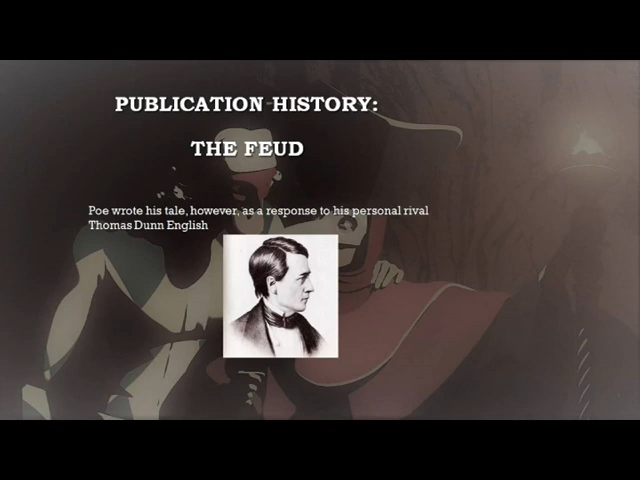 PUBLICATION HISTORY:
THE FEUD
Poe wrote his tale, however, as a response to his personal rival
Thomas Dunn English